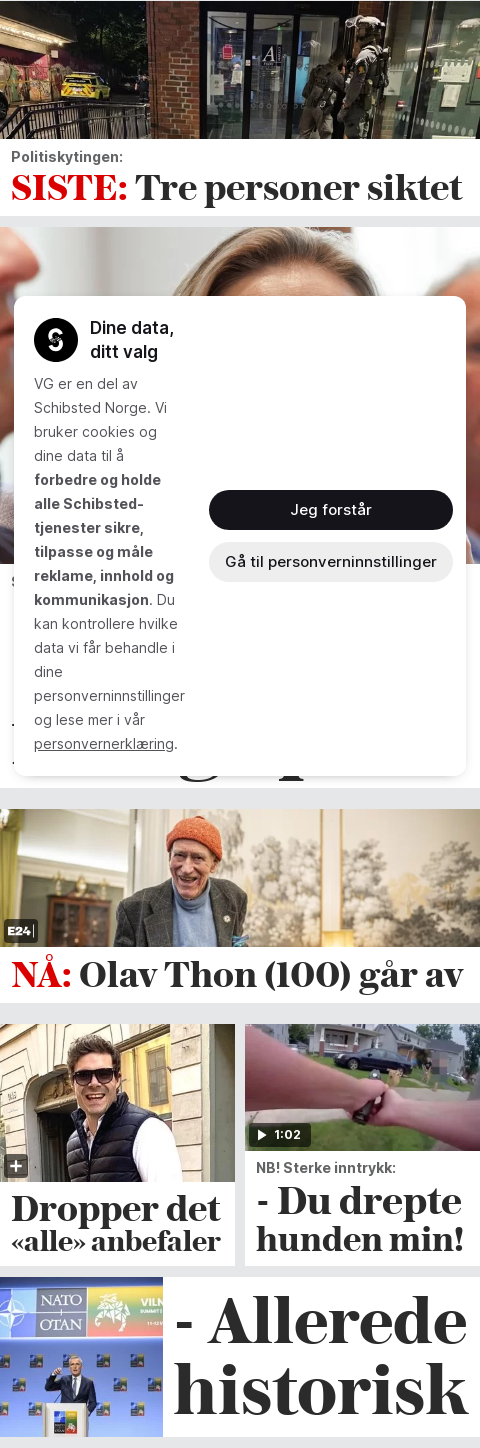 Politiskytingen:
SISTE: Tre personer siktet
Dine data,
ditt valg
VG er en del av
Schibsted Norge. Vi
bruker cookies og
dine data til å
forbedre og holde
alle Schibsted-
tjenester sikre,
tilpasse og måle
reklame, innhold og
kommunikasjon. Du
kan kontrollere hvilke
data vi får behandle i
dine
personverninnstillinger
og lese mer i vår
personvernerklæring.
Jeg forstår
Gå til personverninnstillinger
E24
NÅ: Olav Thon (100) går av
Dropper det
«alle» anbefaler
1:02
NB! Sterke inntrykk:
- Du drepte
hunden min!
NATO
OTAN
VILN
- Allerede
historisk